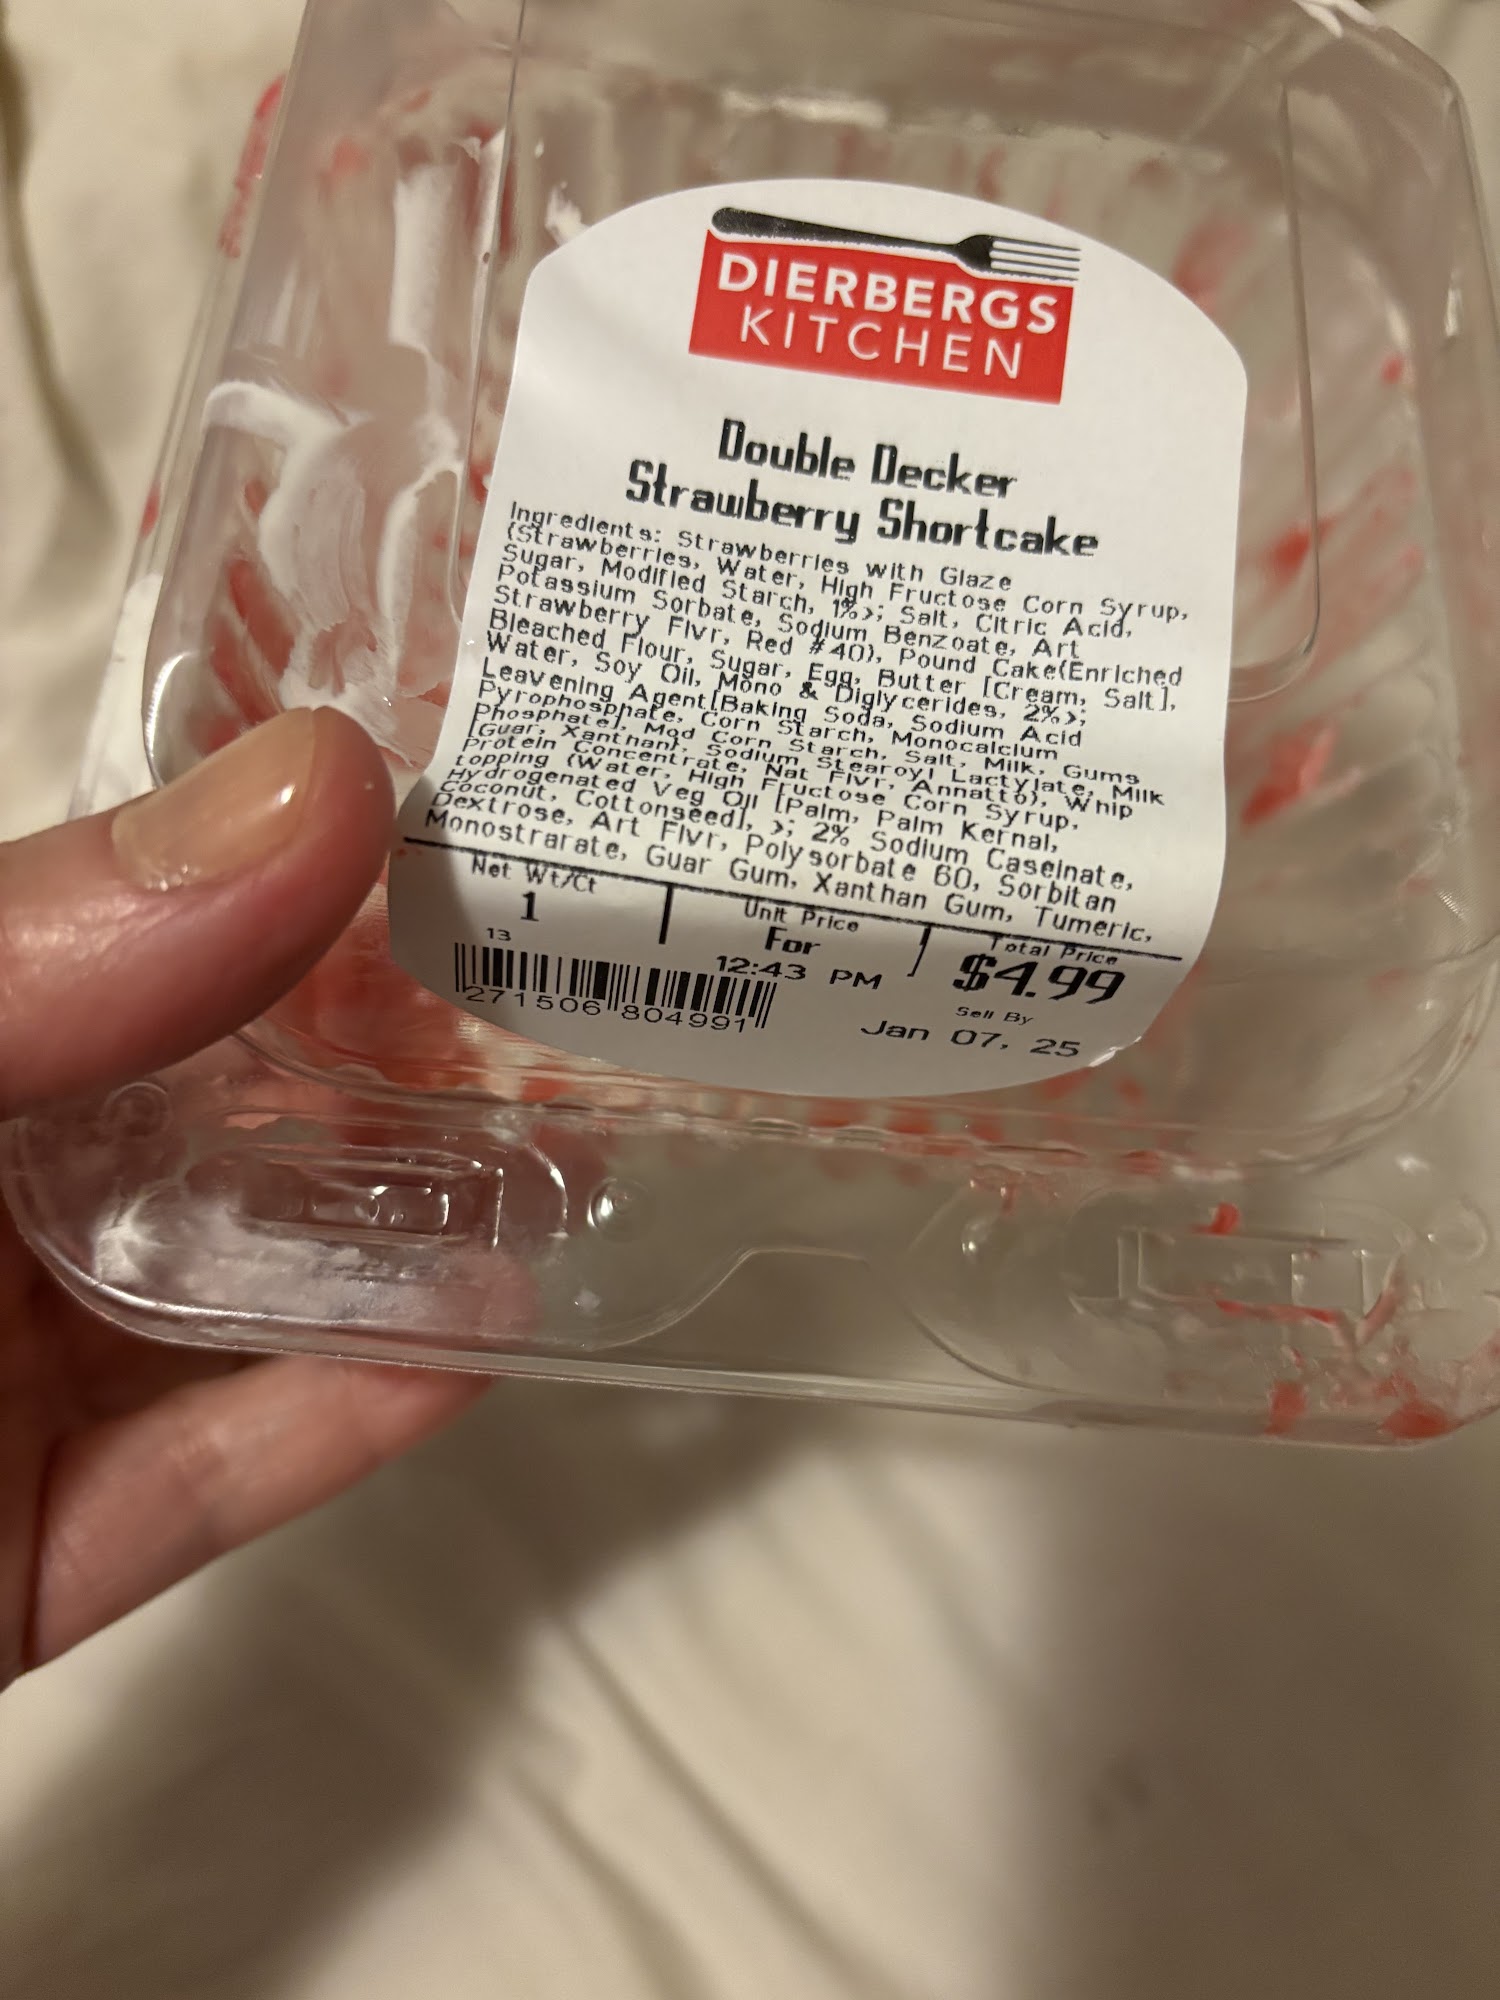 DIERBERGS
KITCHEN
Double Decker
Strawberry Shortcake
Ingredients: Strawberries with Glaze
(Strawberries, Water, High Fructose Corn Syrup,
Sugar, Modified Starch, 1%>; Salt, Citric Acid,
Potassium Sorbate, Sodium Benzoate, Art
Strawberry Flvr, Red #40), Pound Cake(Enriched
Bleached Flour, Sugar, Egg, Butter [Cream, Salt],
Water, Soy Oil, Mono & Diglycerides, 2%>;
Leavening Agent[Baking Soda, Sodium Acid
Pyrophosphate, Corn Starch, Monocalcium
Phosphate], Mod Corn Starch, Salt, Milk, Gums
[Guar, Xanthan], Sodium Stearoyl Lactylate, Milk
Protein Concentrate, Nat Flvr, Annatto), Whip
topping (Water, High Fructose Corn Syrup,
Hydrogenated Veg Oil [Palm, Palm Kernal,
Coconut, Cottonseed], >; 2% Sodium Caseinate,
Dextrose, Art Flvr, Polysorbate 60, Sorbitan
Monostrarate, Guar Gum, Xanthan Gum, Tumeric,
Net Wt/Ct
1
Unit Price
For
Total Price
$4.99
13
12:43 PM
271506 804991
Sell By
Jan 07, 25